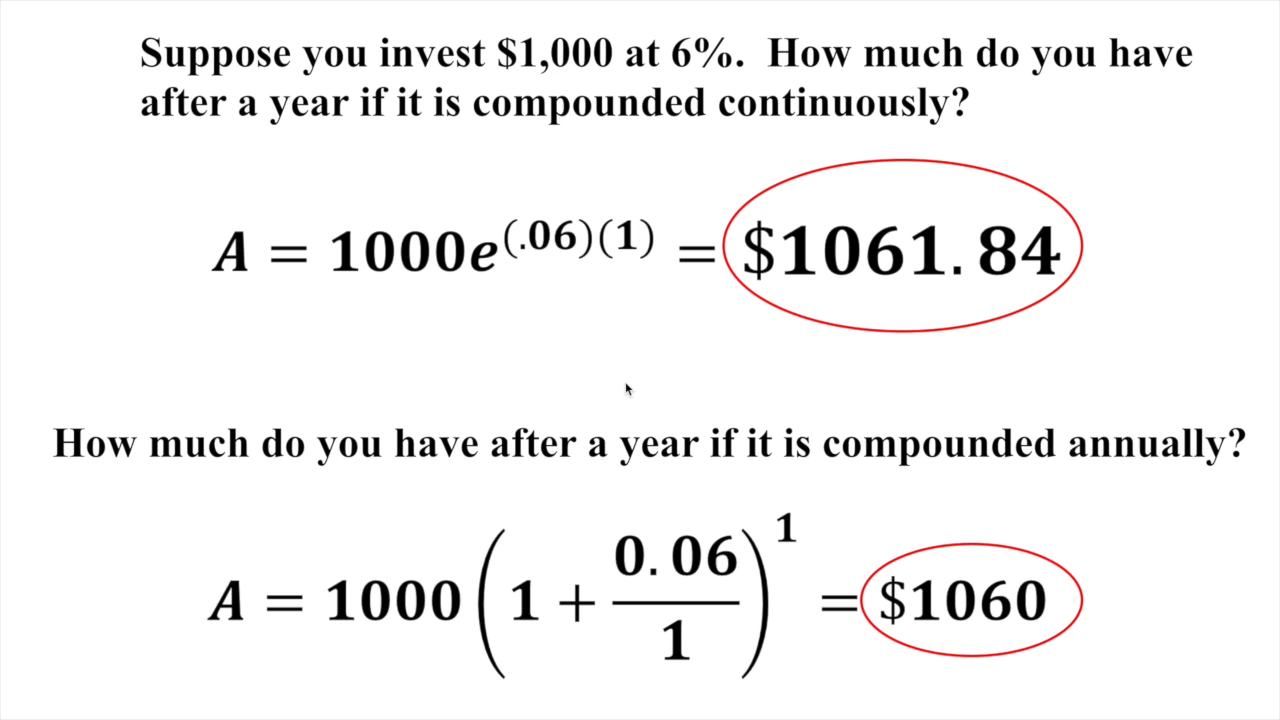 Suppose you invest $1,000 at 6%. How much do you have
after a year if it is compounded continuously?
A = 1000e^(.06)(1) = $1061.84
How much do you have after a year if it is compounded annually?
A = 1000(1 + 0.06/1)^1 = $1060